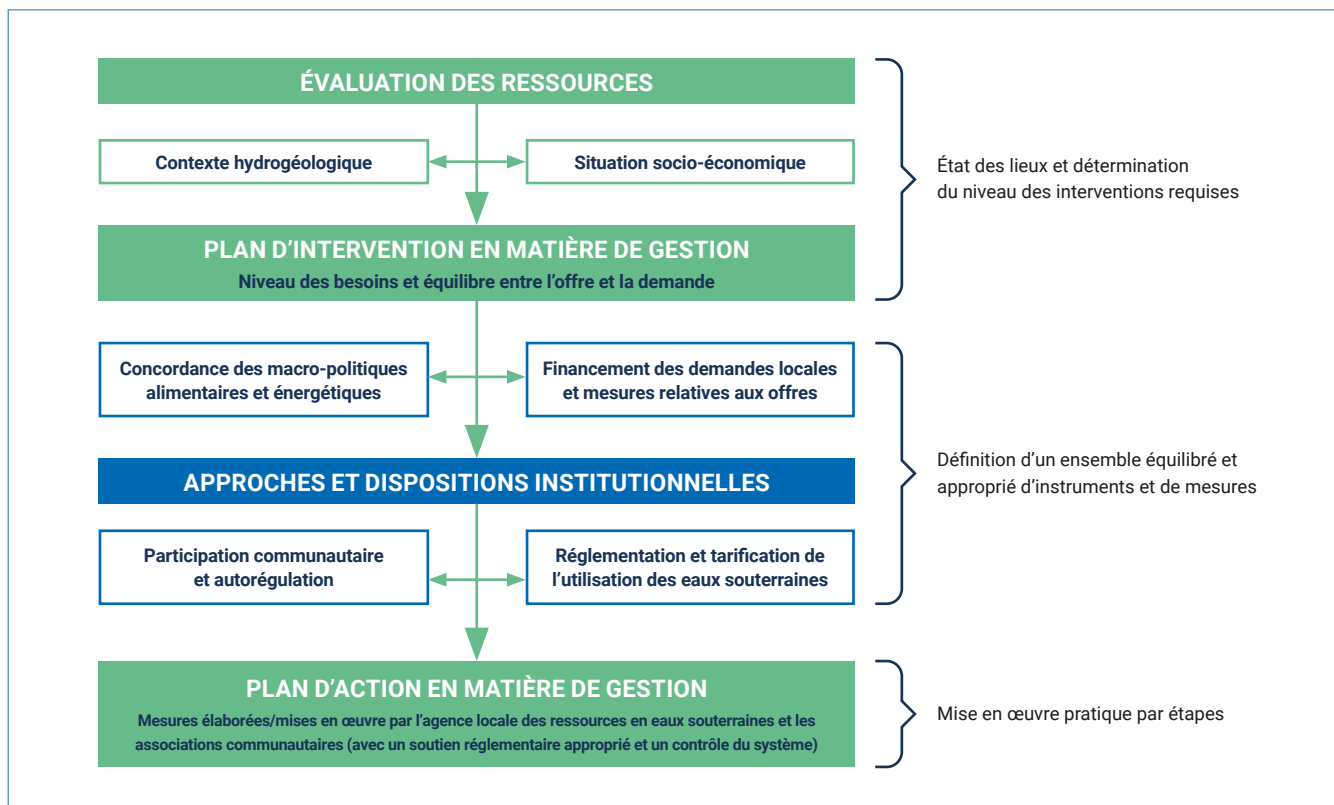 ÉVALUATION DES RESSOURCES
Contexte hydrogéologique
Situation socio-économique
État des lieux et détermination
du niveau des interventions requises
PLAN D’INTERVENTION EN MATIÈRE DE GESTION
Niveau des besoins et équilibre entre l’offre et la demande
Concordance des macro-politiques
alimentaires et énergétiques
Financement des demandes locales
et mesures relatives aux offres
APPROCHES ET DISPOSITIONS INSTITUTIONNELLES
Définition d’un ensemble équilibré et
approprié d’instruments et de mesures
Participation communautaire
et autorégulation
Réglementation et tarification de
l’utilisation des eaux souterraines
PLAN D’ACTION EN MATIÈRE DE GESTION
Mesures élaborées/mises en œuvre par l’agence locale des ressources en eaux souterraines et les
associations communautaires (avec un soutien réglementaire approprié et un contrôle du système)
Mise en œuvre pratique par étapes